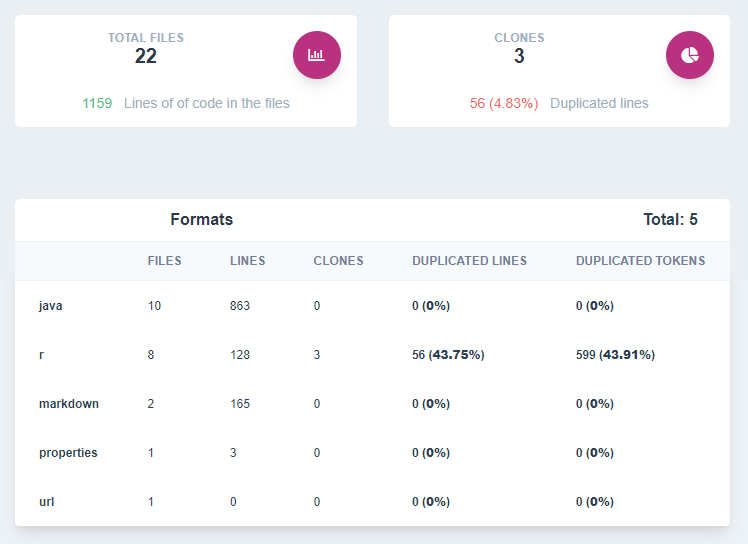 TOTAL FILES
22
1159 Lines of of code in the files
CLONES
3
56 (4.83%) Duplicated lines
Formats Total: 5
FILES LINES CLONES DUPLICATED LINES DUPLICATED TOKENS
java 10 863 0 0 (0%) 0 (0%)
r 8 128 3 56 (43.75%) 599 (43.91%)
markdown 2 165 0 0 (0%) 0 (0%)
properties 1 3 0 0 (0%) 0 (0%)
url 1 0 0 0 (0%) 0 (0%)